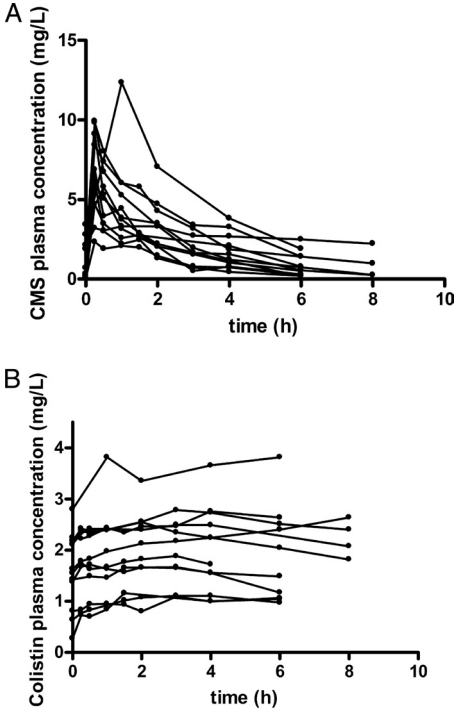 A
CMS plasma concentration (mg/L)
15
10
5
0
0 2 4 6 8 10
time (h)
B
Colistin plasma concentration (mg/L)
4
3
2
1
0
0 2 4 6 8 10
time (h)